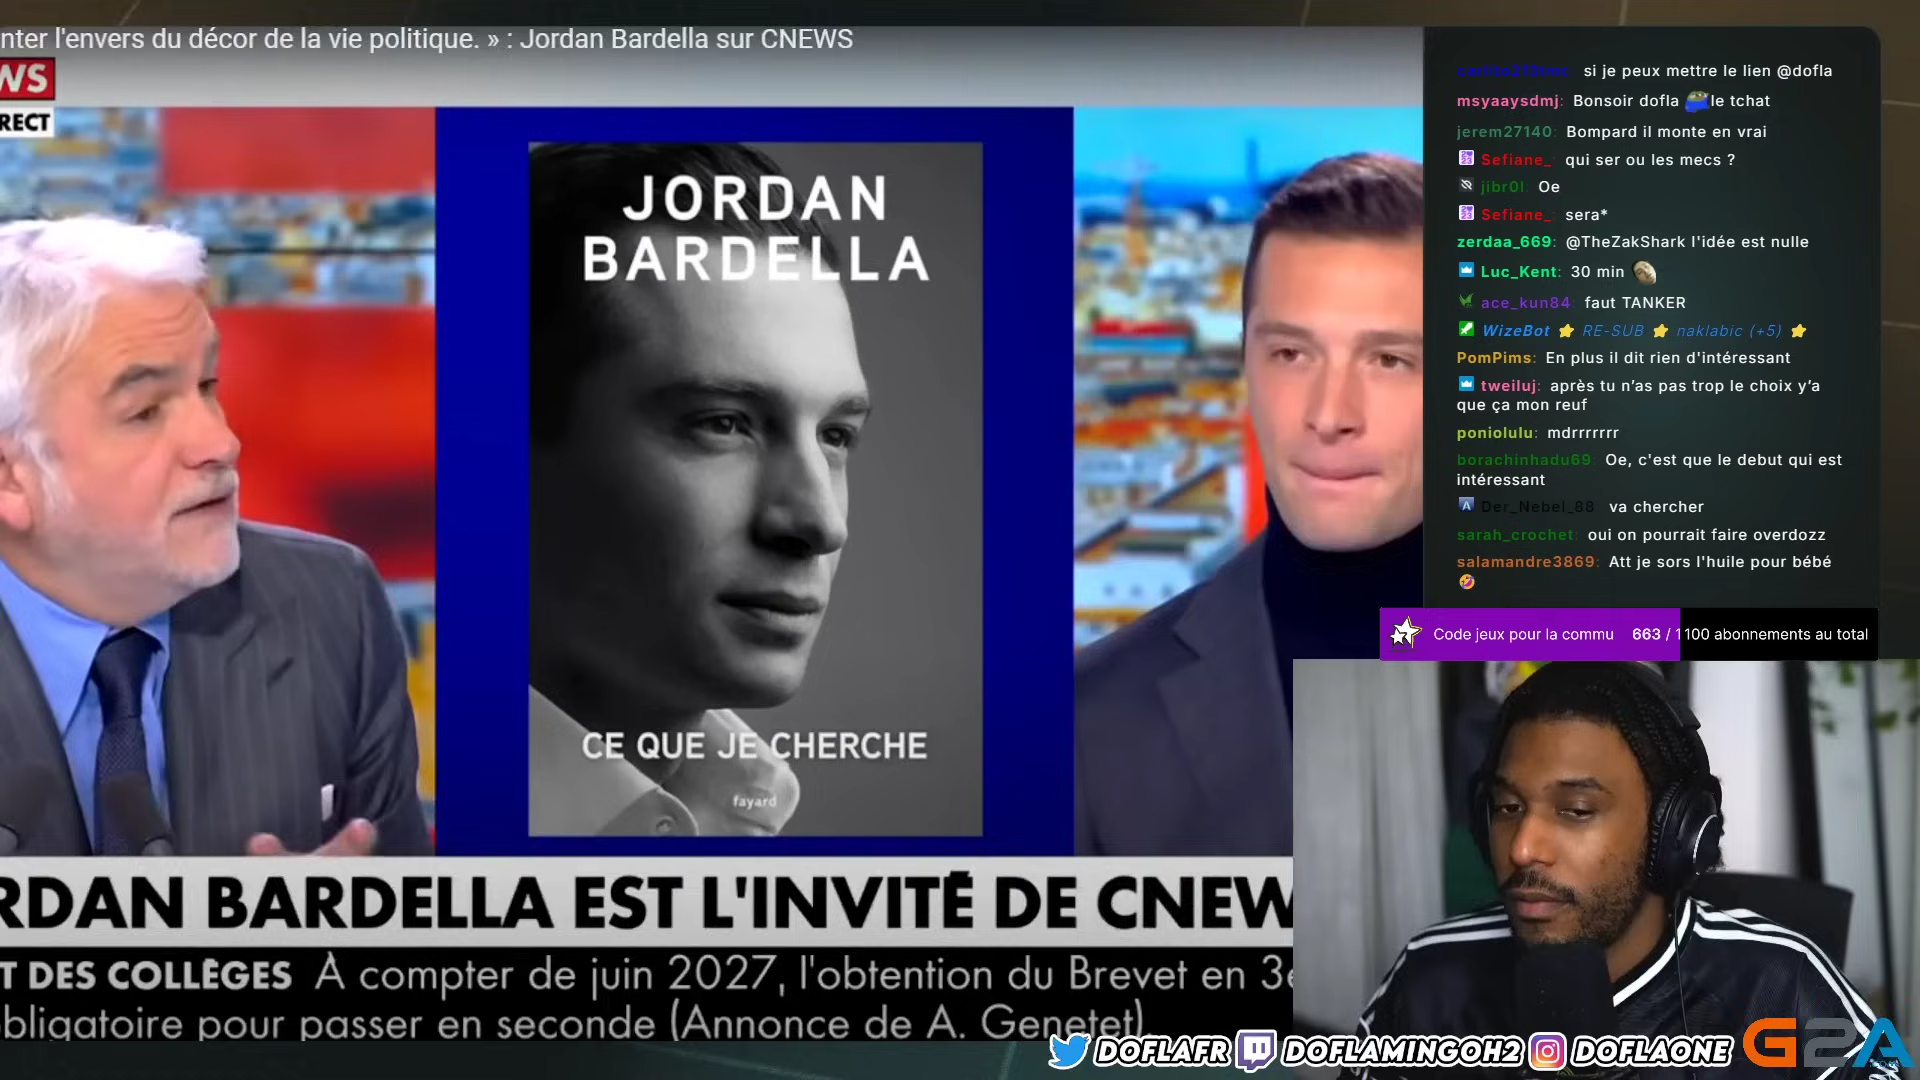 nter l'envers du décor de la vie politique. » : Jordan Bardella sur CNEWS
WS
RECT
JORDAN
BARDELLA
CE QUE JE CHERCHE
fayard
RDAN BARDELLA EST L'INVITÉ DE CNEW
T DES COLLÈGES À compter de juin 2027, l'obtention du Brevet en 3e
bligatoire pour passer en seconde (Annonce de A. Genetet)
si je peux mettre le lien @dofla
msyaaysdmj: Bonsoir dofla le tchat
jerem27140: Bompard il monte en vrai
Sefiane_: qui ser ou les mecs ?
jibr0l: Oe
Sefiane_: sera*
zerdaa_669: @TheZakShark l'idée est nulle
Luc_Kent: 30 min
ace_kun84: faut TANKER
WizeBot ⭐ RE-SUB ⭐ naklabic (+5) ⭐
PomPims: En plus il dit rien d'intéressant
tweiluj: après tu n’as pas trop le choix y’a
que ça mon reuf
poniolulu: mdrrrrrrr
borachinhadu69: Oe, c'est que le debut qui est
intéressant
Der_Nebel_88: va chercher
sarah_crochet: oui on pourrait faire overdozz
salamandre3869: Att je sors l'huile pour bébé
🤣
Code jeux pour la commu 663 / 1100 abonnements au total
DOFLAFR DOFLAMINGOH2 DOFLAONE G2A